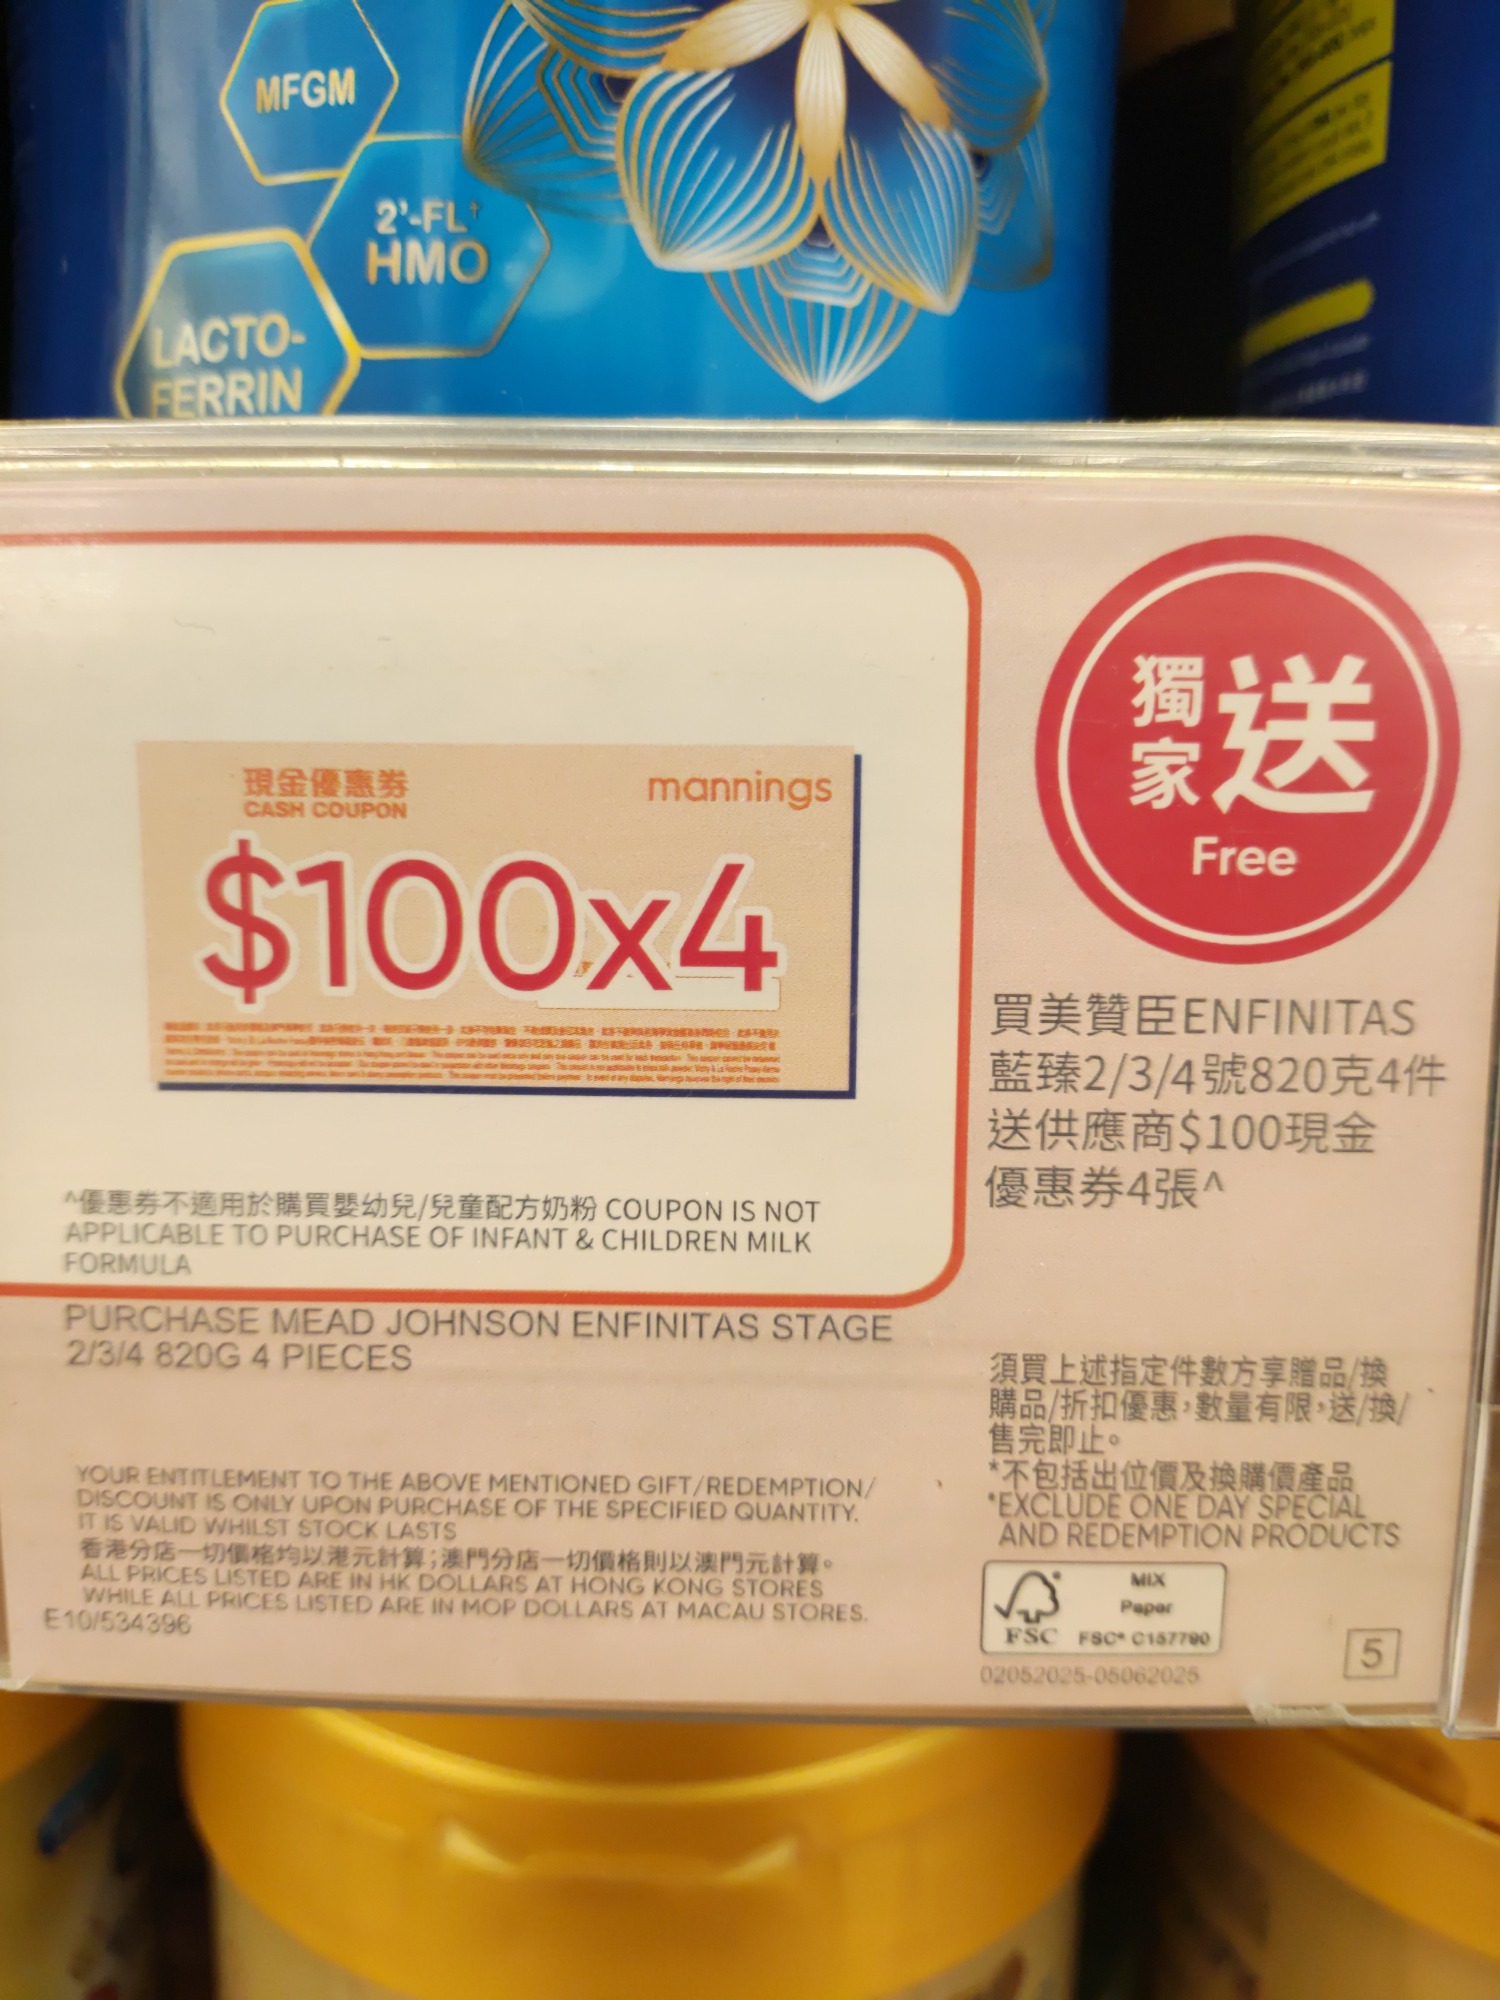 MFGM
2'-FL†
HMO
LACTO-
FERRIN
現金優惠券
CASH COUPON
mannings
$100x4
^優惠券不適用於購買嬰幼兒/兒童配方奶粉 COUPON IS NOT
APPLICABLE TO PURCHASE OF INFANT & CHILDREN MILK
FORMULA
PURCHASE MEAD JOHNSON ENFINITAS STAGE
2/3/4 820G 4 PIECES
YOUR ENTITLEMENT TO THE ABOVE MENTIONED GIFT/REDEMPTION/
DISCOUNT IS ONLY UPON PURCHASE OF THE SPECIFIED QUANTITY.
IT IS VALID WHILST STOCK LASTS
香港分店一切價格均以港元計算;澳門分店一切價格則以澳門元計算。
ALL PRICES LISTED ARE IN HK DOLLARS AT HONG KONG STORES
WHILE ALL PRICES LISTED ARE IN MOP DOLLARS AT MACAU STORES.
E10/534396
獨家送
Free
買美贊臣ENFINITAS
藍臻2/3/4號820克4件
送供應商$100現金
優惠券4張^
須買上述指定件數方享贈品/換
購品/折扣優惠,數量有限,送/換/
售完即止。
*不包括出位價及換購價產品
*EXCLUDE ONE DAY SPECIAL
AND REDEMPTION PRODUCTS
FSC
MIX
Paper
FSC® C157790
02052025-05062025
5